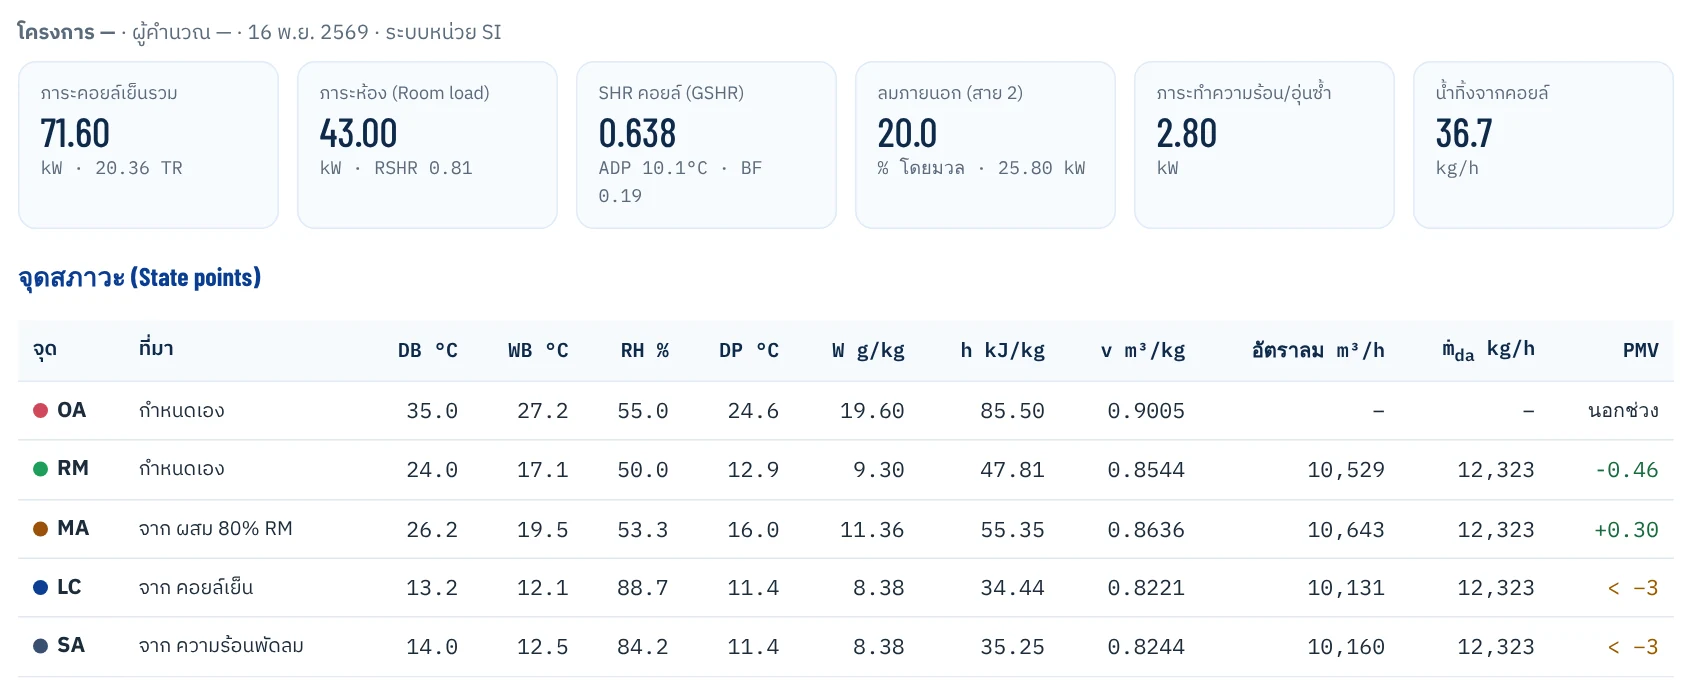 โครงการ — · ผู้คำนวณ — · 16 พ.ย. 2569 · ระบบหน่วย SI
ภาระคอยล์เย็นรวม
71.60
kW · 20.36 TR
ภาระห้อง (Room load)
43.00
kW · RSHR 0.81
SHR คอยล์ (GSHR)
0.638
ADP 10.1°C · BF
0.19
ลมภายนอก (สาย 2)
20.0
% โดยมวล · 25.80 kW
ภาระทำความร้อน/อุ่นซ้ำ
2.80
kW
น้ำทิ้งจากคอยล์
36.7
kg/h
จุดสภาวะ (State points)
จุด ที่มา DB °C WB °C RH % DP °C W g/kg h kJ/kg v m³/kg อัตราลม m³/h ṁda kg/h PMV
OA กำหนดเอง 35.0 27.2 55.0 24.6 19.60 85.50 0.9005 – – นอกช่วง
RM กำหนดเอง 24.0 17.1 50.0 12.9 9.30 47.81 0.8544 10,529 12,323 -0.46
MA จาก ผสม 80% RM 26.2 19.5 53.3 16.0 11.36 55.35 0.8636 10,643 12,323 +0.30
LC จาก คอยล์เย็น 13.2 12.1 88.7 11.4 8.38 34.44 0.8221 10,131 12,323 < −3
SA จาก ความร้อนพัดลม 14.0 12.5 84.2 11.4 8.38 35.25 0.8244 10,160 12,323 < −3